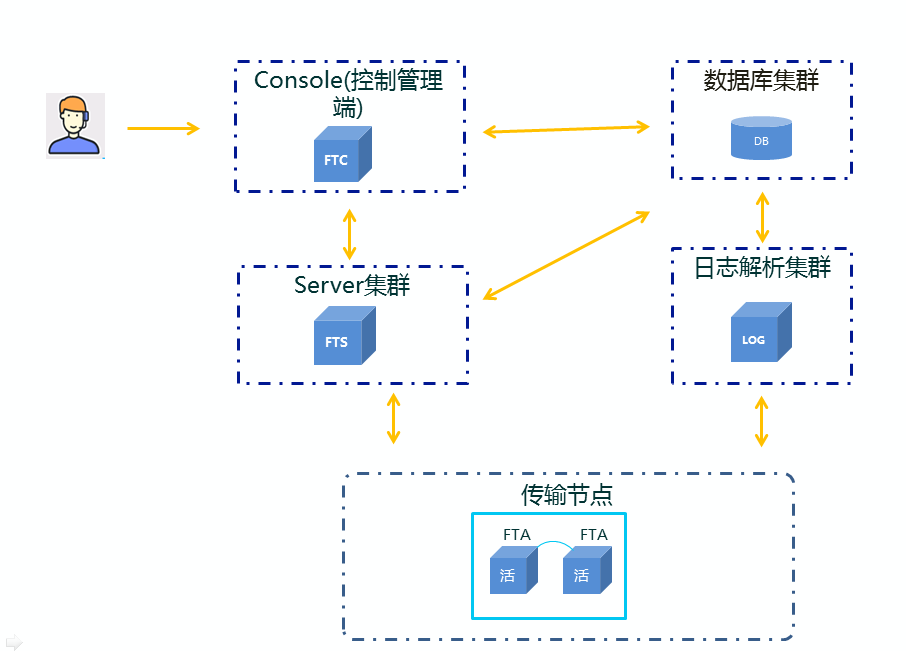 Console(控制管理
端)
FTC
数据库集群
DB
Server集群
FTS
日志解析集群
LOG
传输节点
FTA
FTA
活
活